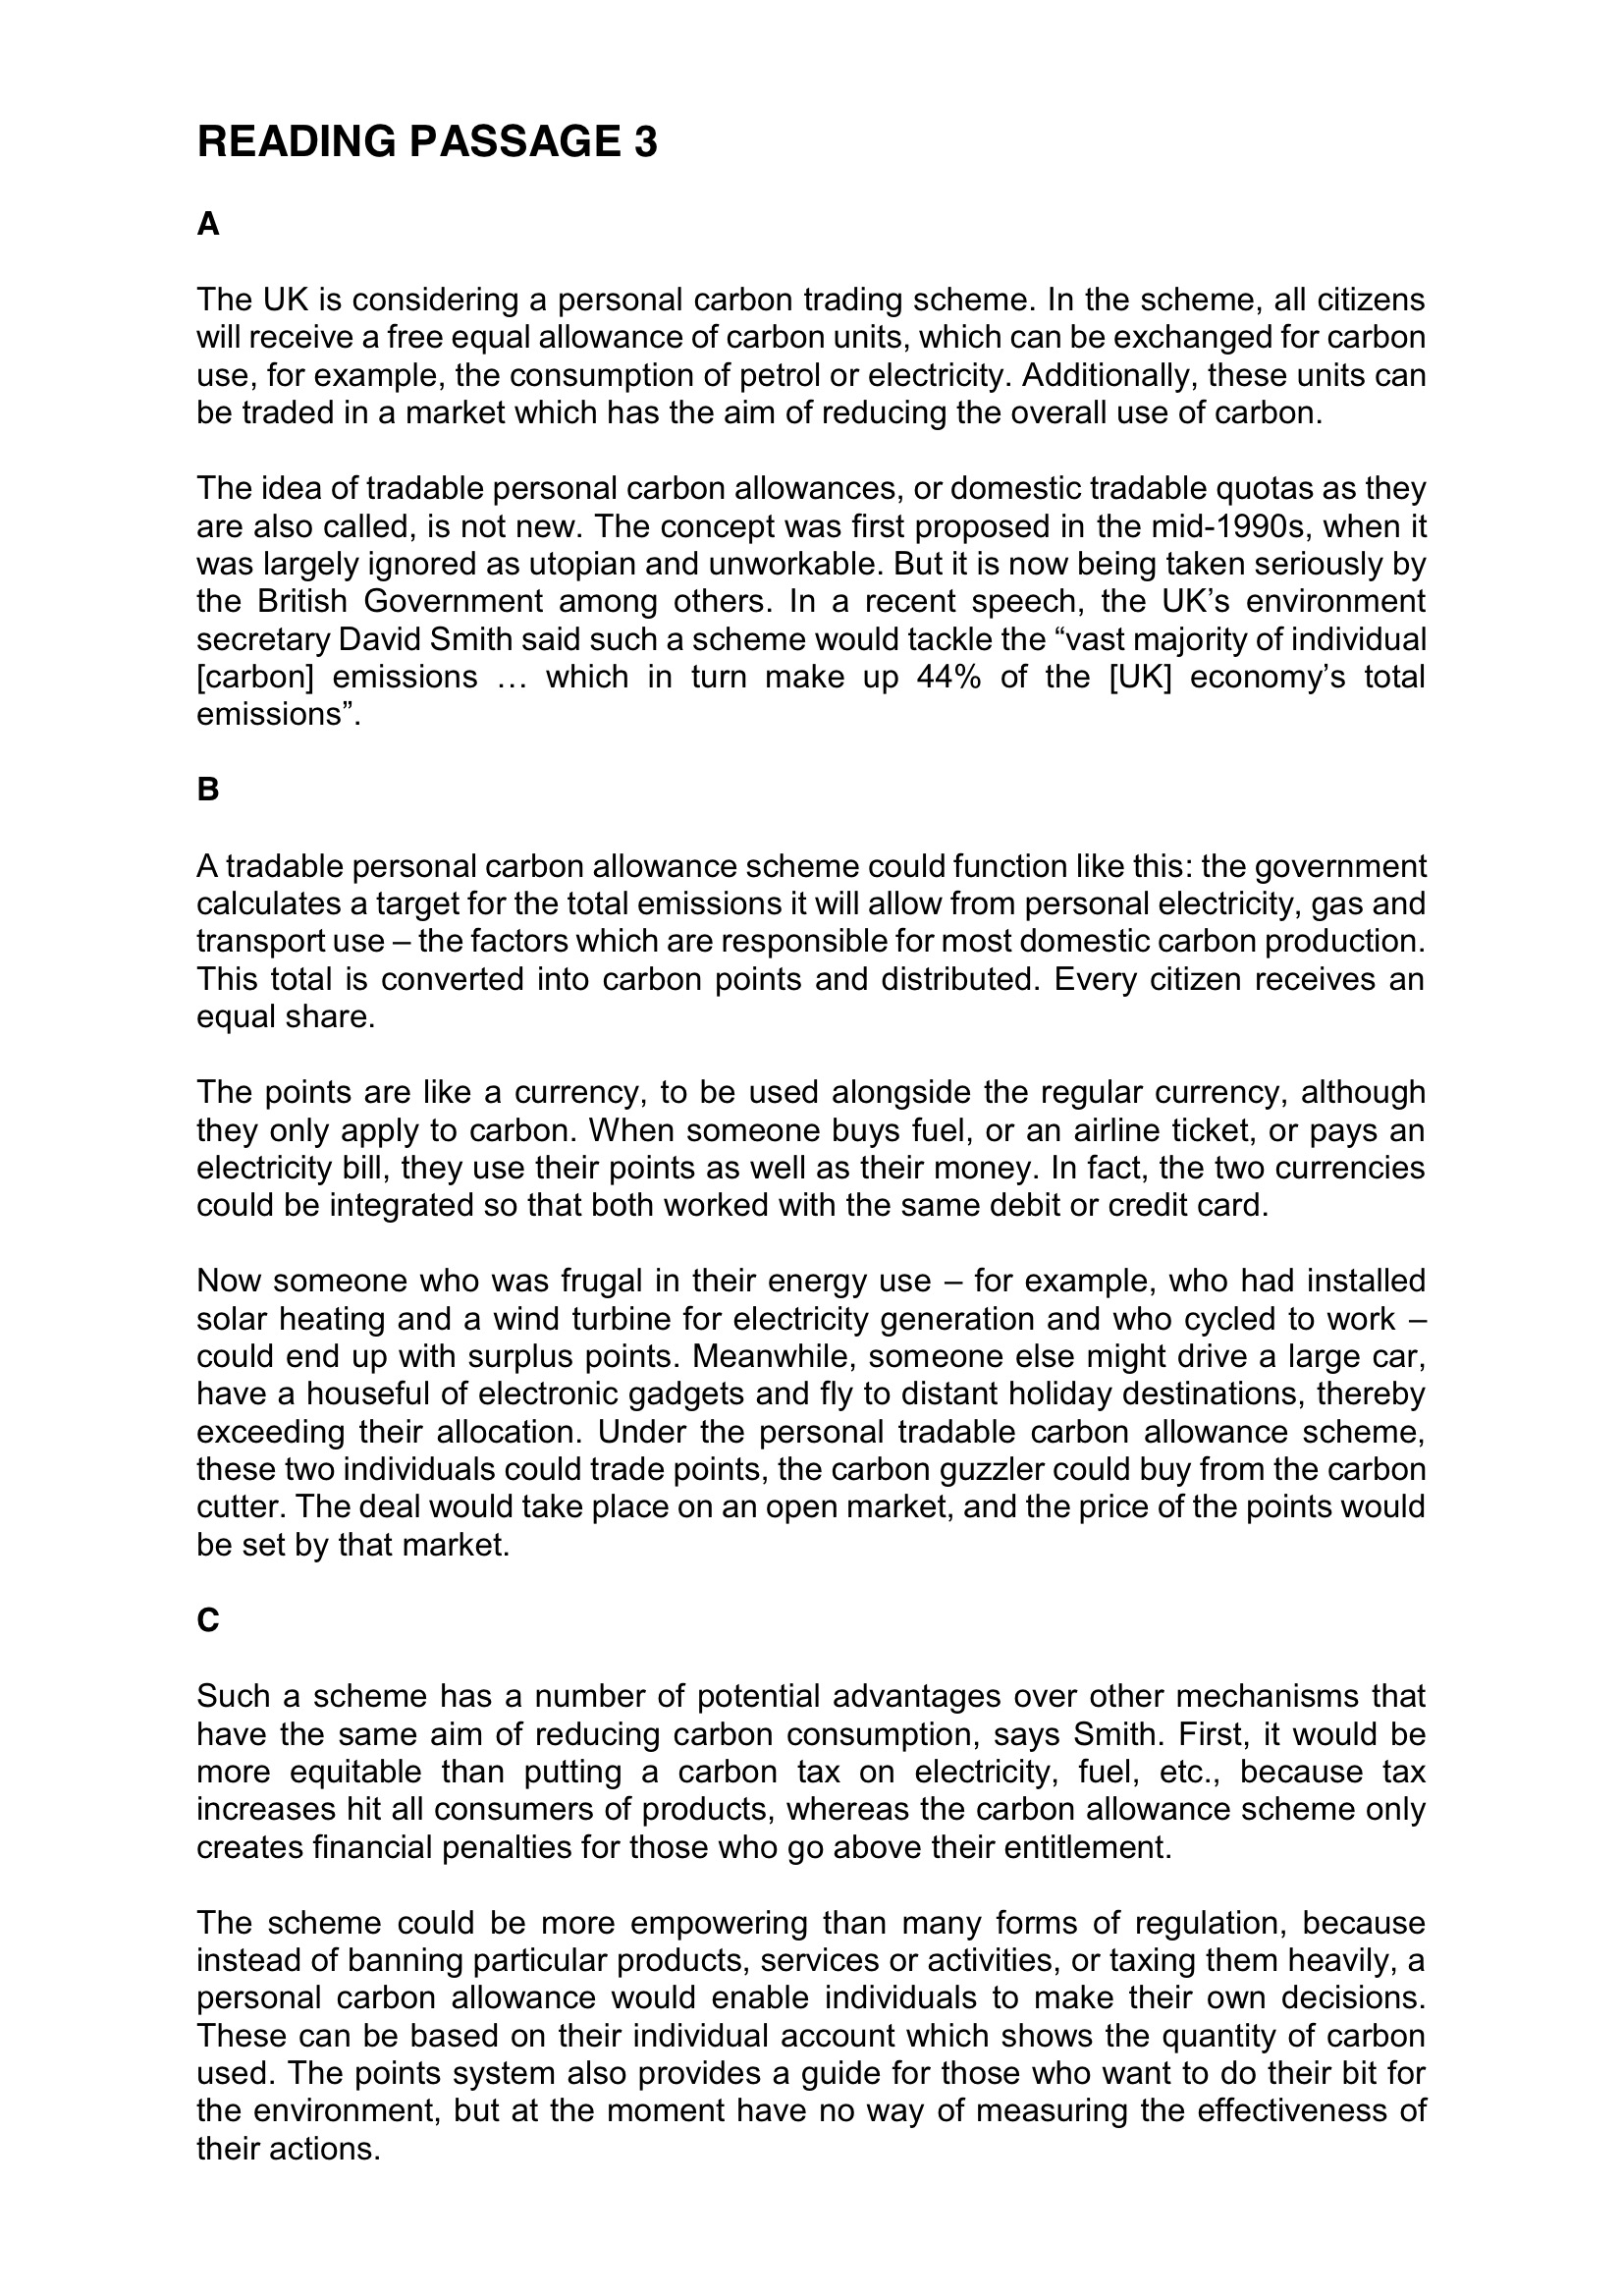 READING PASSAGE 3
A
The UK is considering a personal carbon trading scheme. In the scheme, all citizens
will receive a free equal allowance of carbon units, which can be exchanged for carbon
use, for example, the consumption of petrol or electricity. Additionally, these units can
be traded in a market which has the aim of reducing the overall use of carbon.
The idea of tradable personal carbon allowances, or domestic tradable quotas as they
are also called, is not new. The concept was first proposed in the mid-1990s, when it
was largely ignored as utopian and unworkable. But it is now being taken seriously by
the British Government among others. In a recent speech, the UK’s environment
secretary David Smith said such a scheme would tackle the “vast majority of individual
[carbon] emissions … which in turn make up 44% of the [UK] economy’s total
emissions”.
B
A tradable personal carbon allowance scheme could function like this: the government
calculates a target for the total emissions it will allow from personal electricity, gas and
transport use – the factors which are responsible for most domestic carbon production.
This total is converted into carbon points and distributed. Every citizen receives an
equal share.
The points are like a currency, to be used alongside the regular currency, although
they only apply to carbon. When someone buys fuel, or an airline ticket, or pays an
electricity bill, they use their points as well as their money. In fact, the two currencies
could be integrated so that both worked with the same debit or credit card.
Now someone who was frugal in their energy use – for example, who had installed
solar heating and a wind turbine for electricity generation and who cycled to work –
could end up with surplus points. Meanwhile, someone else might drive a large car,
have a houseful of electronic gadgets and fly to distant holiday destinations, thereby
exceeding their allocation. Under the personal tradable carbon allowance scheme,
these two individuals could trade points, the carbon guzzler could buy from the carbon
cutter. The deal would take place on an open market, and the price of the points would
be set by that market.
C
Such a scheme has a number of potential advantages over other mechanisms that
have the same aim of reducing carbon consumption, says Smith. First, it would be
more equitable than putting a carbon tax on electricity, fuel, etc., because tax
increases hit all consumers of products, whereas the carbon allowance scheme only
creates financial penalties for those who go above their entitlement.
The scheme could be more empowering than many forms of regulation, because
instead of banning particular products, services or activities, or taxing them heavily, a
personal carbon allowance would enable individuals to make their own decisions.
These can be based on their individual account which shows the quantity of carbon
used. The points system also provides a guide for those who want to do their bit for
the environment, but at the moment have no way of measuring the effectiveness of
their actions.